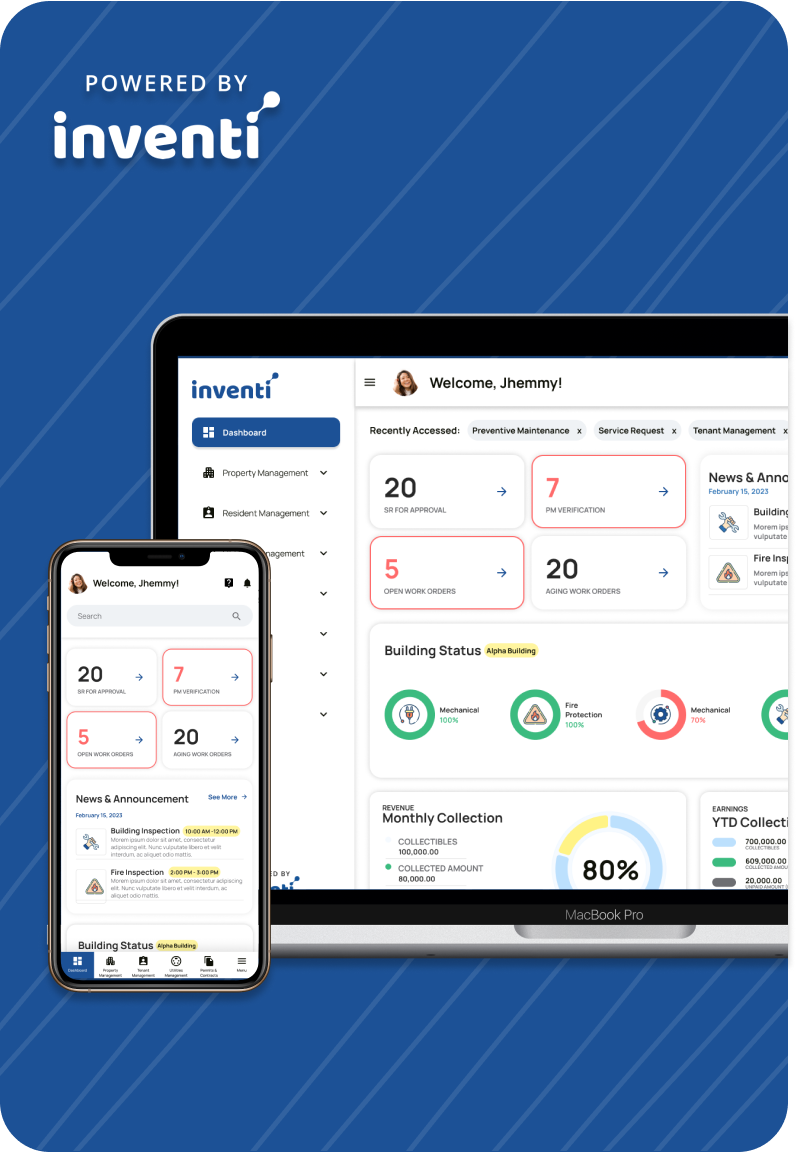 POWERED BY
inventi
inventi
Welcome, Jhemmy!
Dashboard
Recently Accessed:
Preventive Maintenance x
Service Request x
Tenant Management x
Property Management
Resident Management
nagement
20
SR FOR APPROVAL
7
PM VERIFICATION
5
OPEN WORK ORDERS
20
AGING WORK ORDERS
News & Anno
February 15, 2023
Building
Morem ips
vulputate
Fire Insp
Morem ips
vulputate
Building Status Alpha Building
Mechanical
100%
Fire
Protection
100%
Mechanical
70%
REVENUE
Monthly Collection
COLLECTIBLES
100,000.00
COLLECTED AMOUNT
80,000.00
80%
EARNINGS
YTD Collecti
700,000.00
COLLECTIBLES
609,000.00
COLLECTED AMOU
20,000.00
UNPAID AMOUNT
ED BY
MacBook Pro
Welcome, Jhemmy!
Search
20
SR FOR APPROVAL
7
PM VERIFICATION
5
OPEN WORK ORDERS
20
AGING WORK ORDERS
News & Announcement
See More
February 15, 2023
Building Inspection 10:00 AM -12:00 PM
Morem ipsum dolor sit amet, consectetur
adipiscing elit. Nunc vulputate libero et velit
interdum, ac aliquet odio mattis.
Fire Inspection 2:00 PM - 3:00 PM
Morem ipsum dolor sit amet, consectetur adipiscing
elit. Nunc vulputate libero et velit interdum, ac
aliquet odio mattis.
Building Status Alpha Building
Dashboard
Property
Management
Tenant
Management
Utilities
Management
Permits &
Contracts
Menu